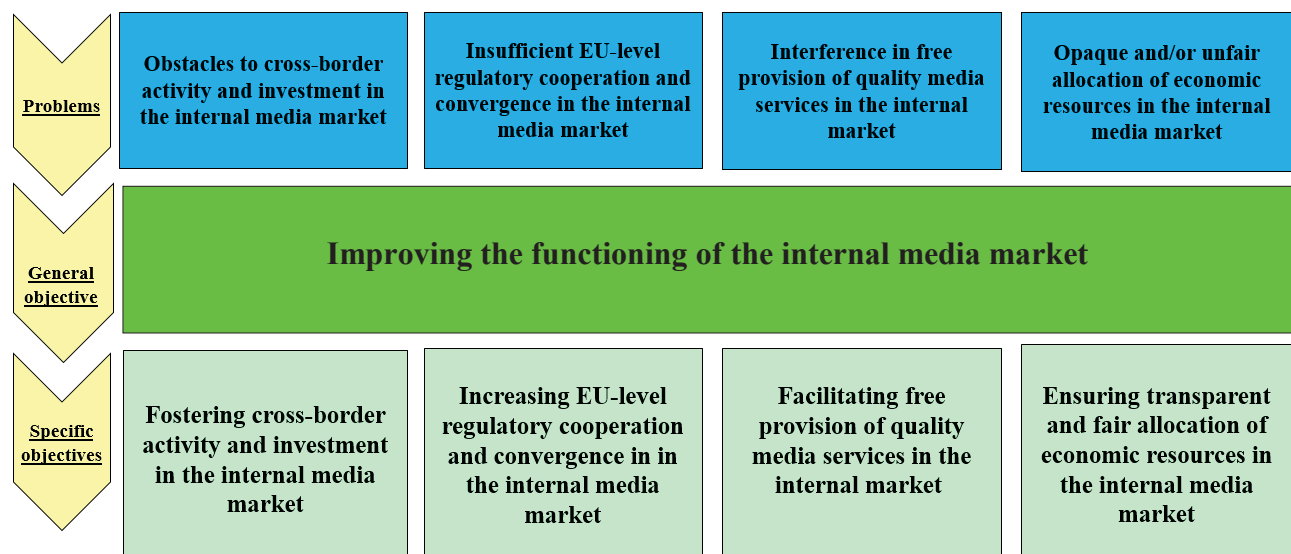 Problems
Obstacles to cross-border
activity and investment in
the internal media market
Insufficient EU-level
regulatory cooperation and
convergence in the internal
media market
Interference in free
provision of quality media
services in the internal
market
Opaque and/or unfair
allocation of economic
resources in the internal
media market
General
objective
Improving the functioning of the internal media market
Specific
objectives
Fostering cross-border
activity and investment
in the internal media
market
Increasing EU-level
regulatory cooperation
and convergence in in
the internal media
market
Facilitating free
provision of quality
media services in the
internal market
Ensuring transparent
and fair allocation of
economic resources in
the internal media
market